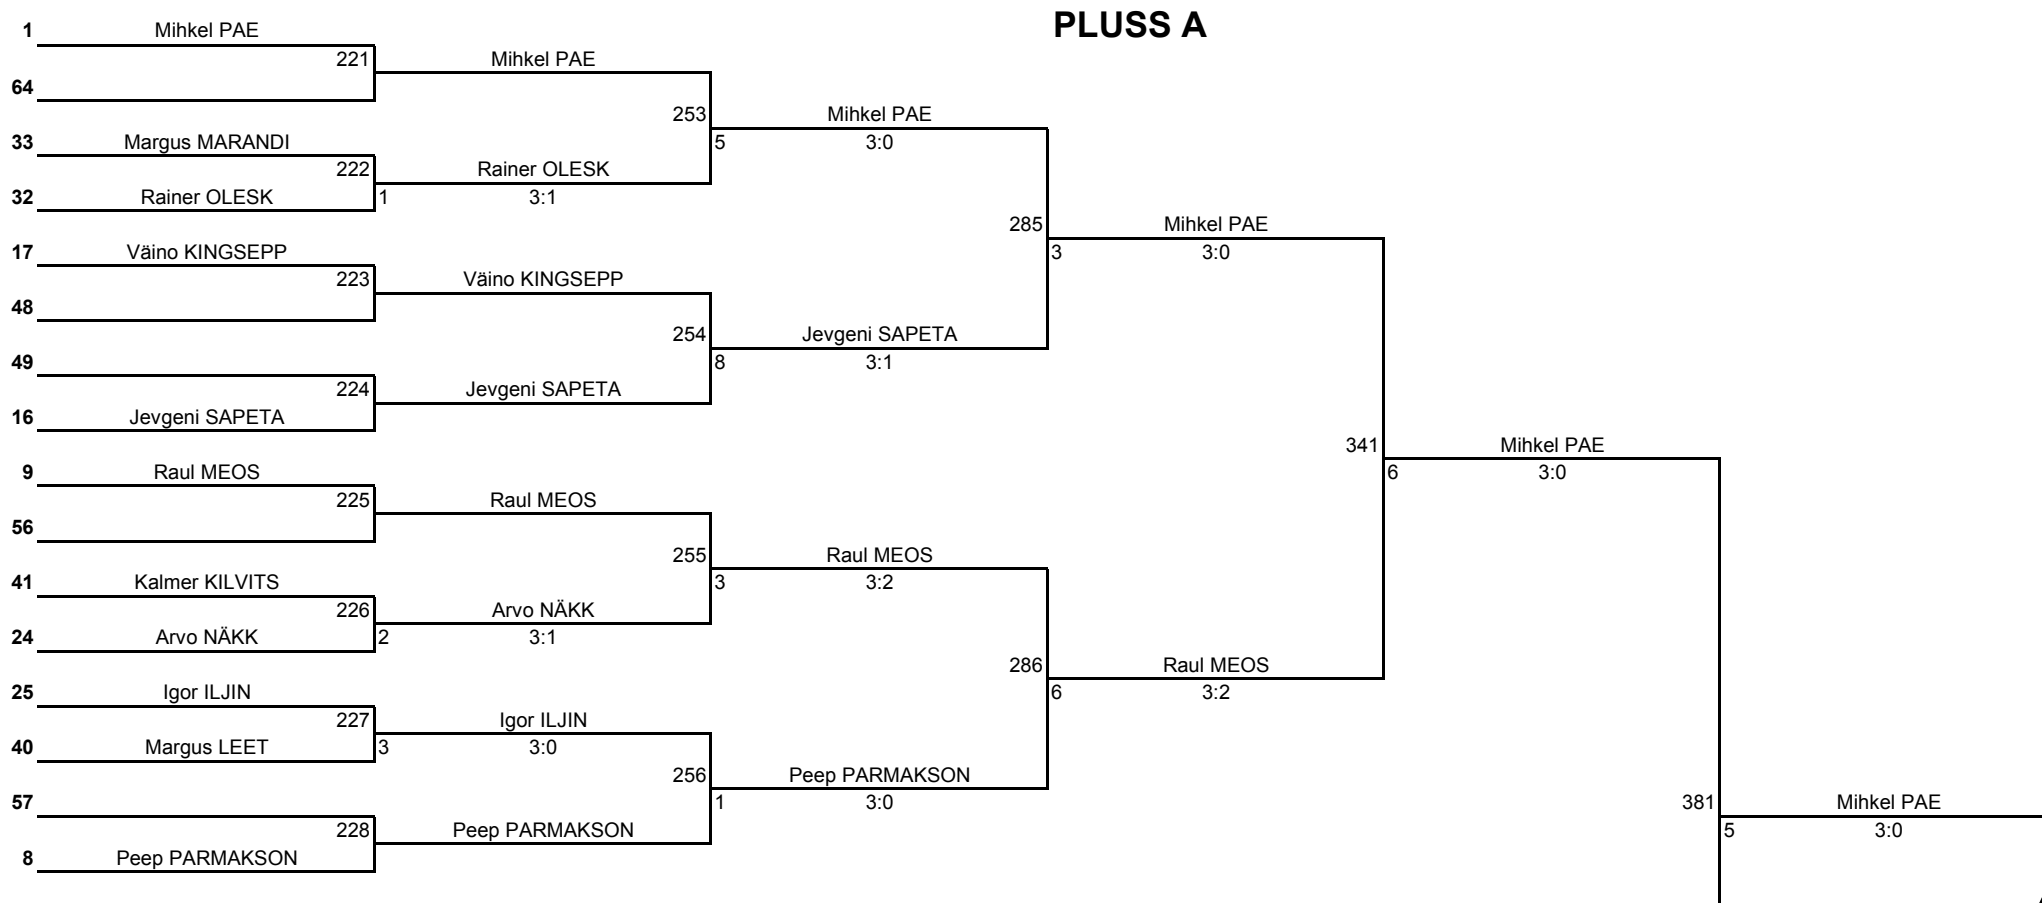 PLUSS A
1 Mihkel PAE
221 Mihkel PAE
64
253 Mihkel PAE
33 Margus MARANDI 5 3:0
222 Rainer OLESK
32 Rainer OLESK 1 3:1
285 Mihkel PAE
17 Väino KINGSEPP 3 3:0
223 Väino KINGSEPP
48
254 Jevgeni SAPETA
49 8 3:1
224 Jevgeni SAPETA
16 Jevgeni SAPETA
341 Mihkel PAE
9 Raul MEOS 6 3:0
225 Raul MEOS
56
255 Raul MEOS
41 Kalmer KILVITS 3 3:2
226 Arvo NÄKK
24 Arvo NÄKK 2 3:1
286 Raul MEOS
25 Igor ILJIN 6 3:2
227 Igor ILJIN
40 Margus LEET 3 3:0
256 Peep PARMAKSON
57 1 3:0 381 Mihkel PAE
228 Peep PARMAKSON 5 3:0
8 Peep PARMAKSON